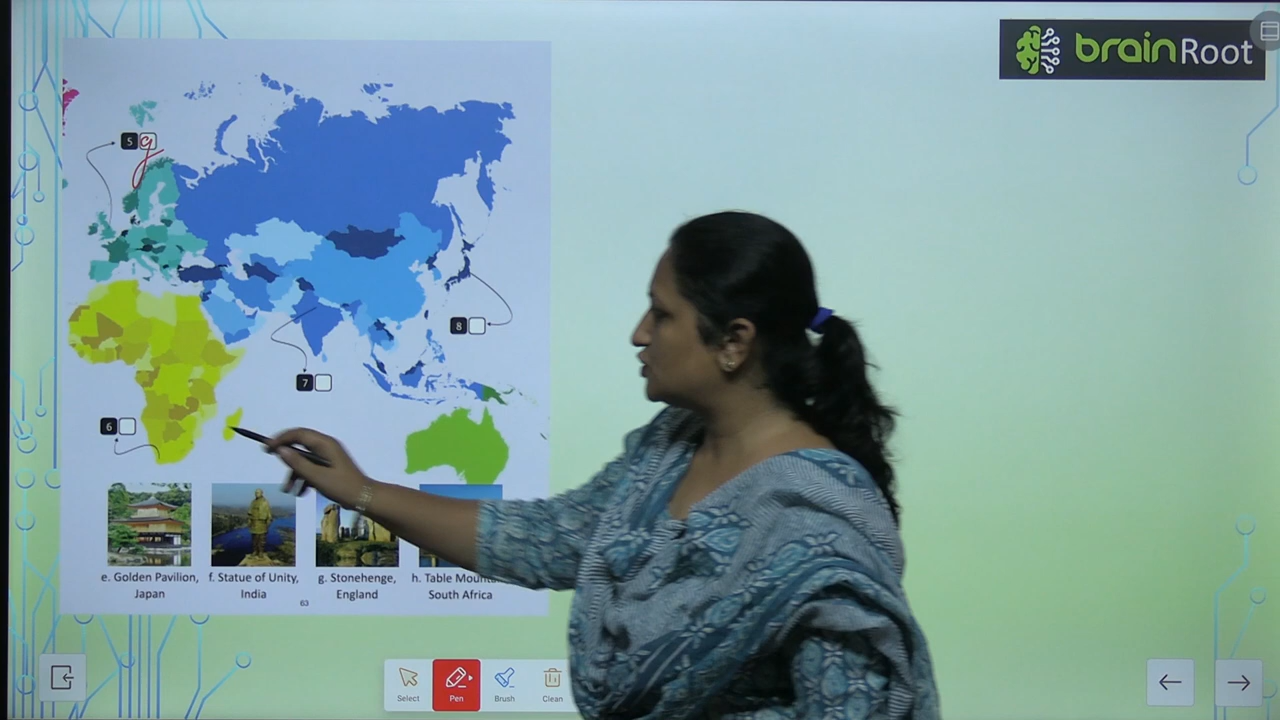 brainRoot
5 g
8
7
6
e. Golden Pavilion, Japan
f. Statue of Unity, India
g. Stonehenge, England
h. Table South Africa
63
Select
Pen
Brush
Clean